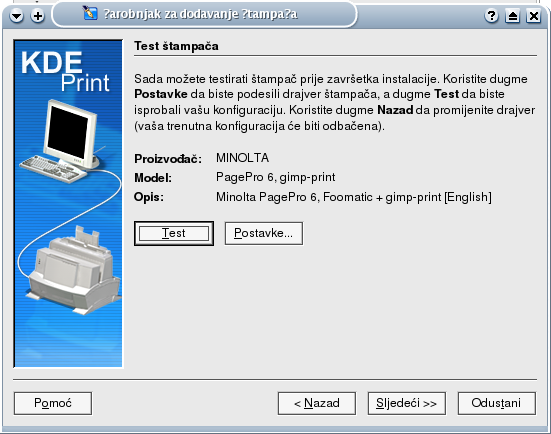 ?arobnjak za dodavanje ?tampa?a
KDE
Print
Test štampača
Sada možete testirati štampač prije završetka instalacije. Koristite dugme
Postavke da biste podesili drajver štampača, a dugme Test da biste
isprobali vašu konfiguraciju. Koristite dugme Nazad da promijenite drajver
(vaša trenutna konfiguracija će biti odbačena).
Proizvođač: MINOLTA
Model: PagePro 6, gimp-print
Opis: Minolta PagePro 6, Foomatic + gimp-print [English]
Test Postavke...
Pomoć < Nazad Sljedeći >> Odustani